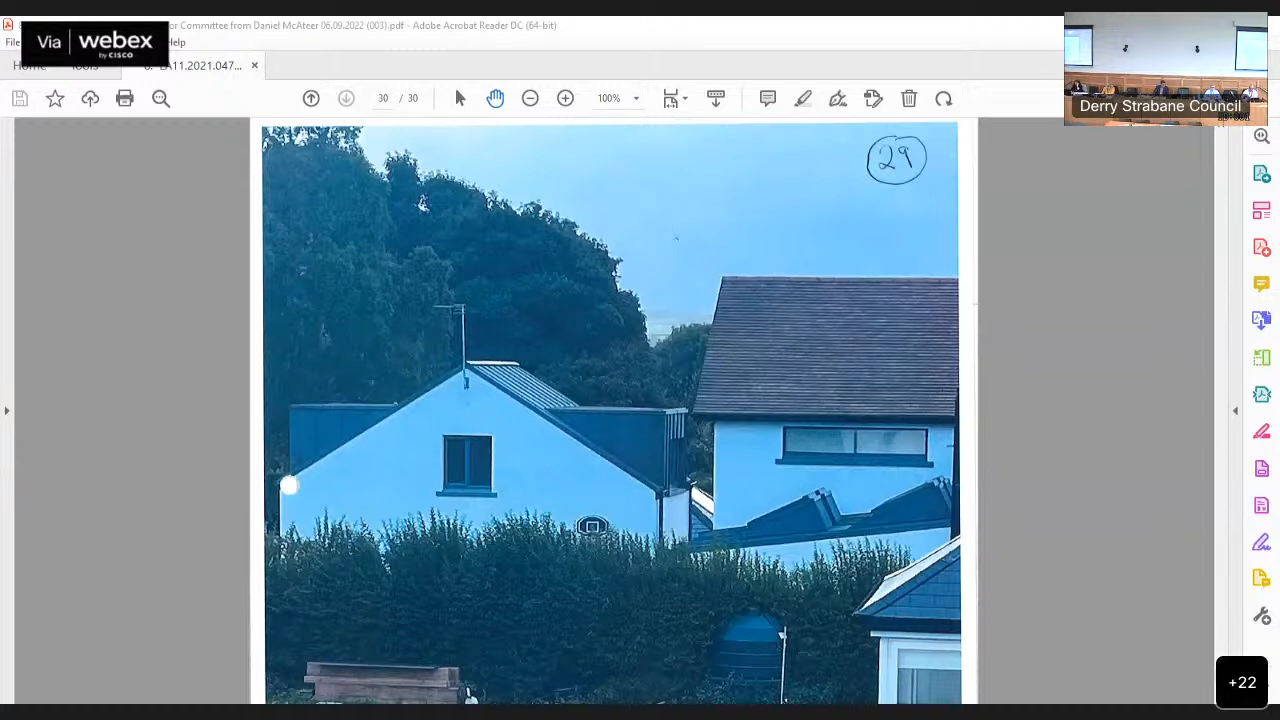 or Committee from Daniel McAteer 06.09.2022 (003).pdf - Adobe Acrobat Reader DC (64-bit)
Via webex
by CISCO
File
Help
Home
Tools
LA11.2021.047...
30 / 30
100%
29
Derry Strabane Council
+22